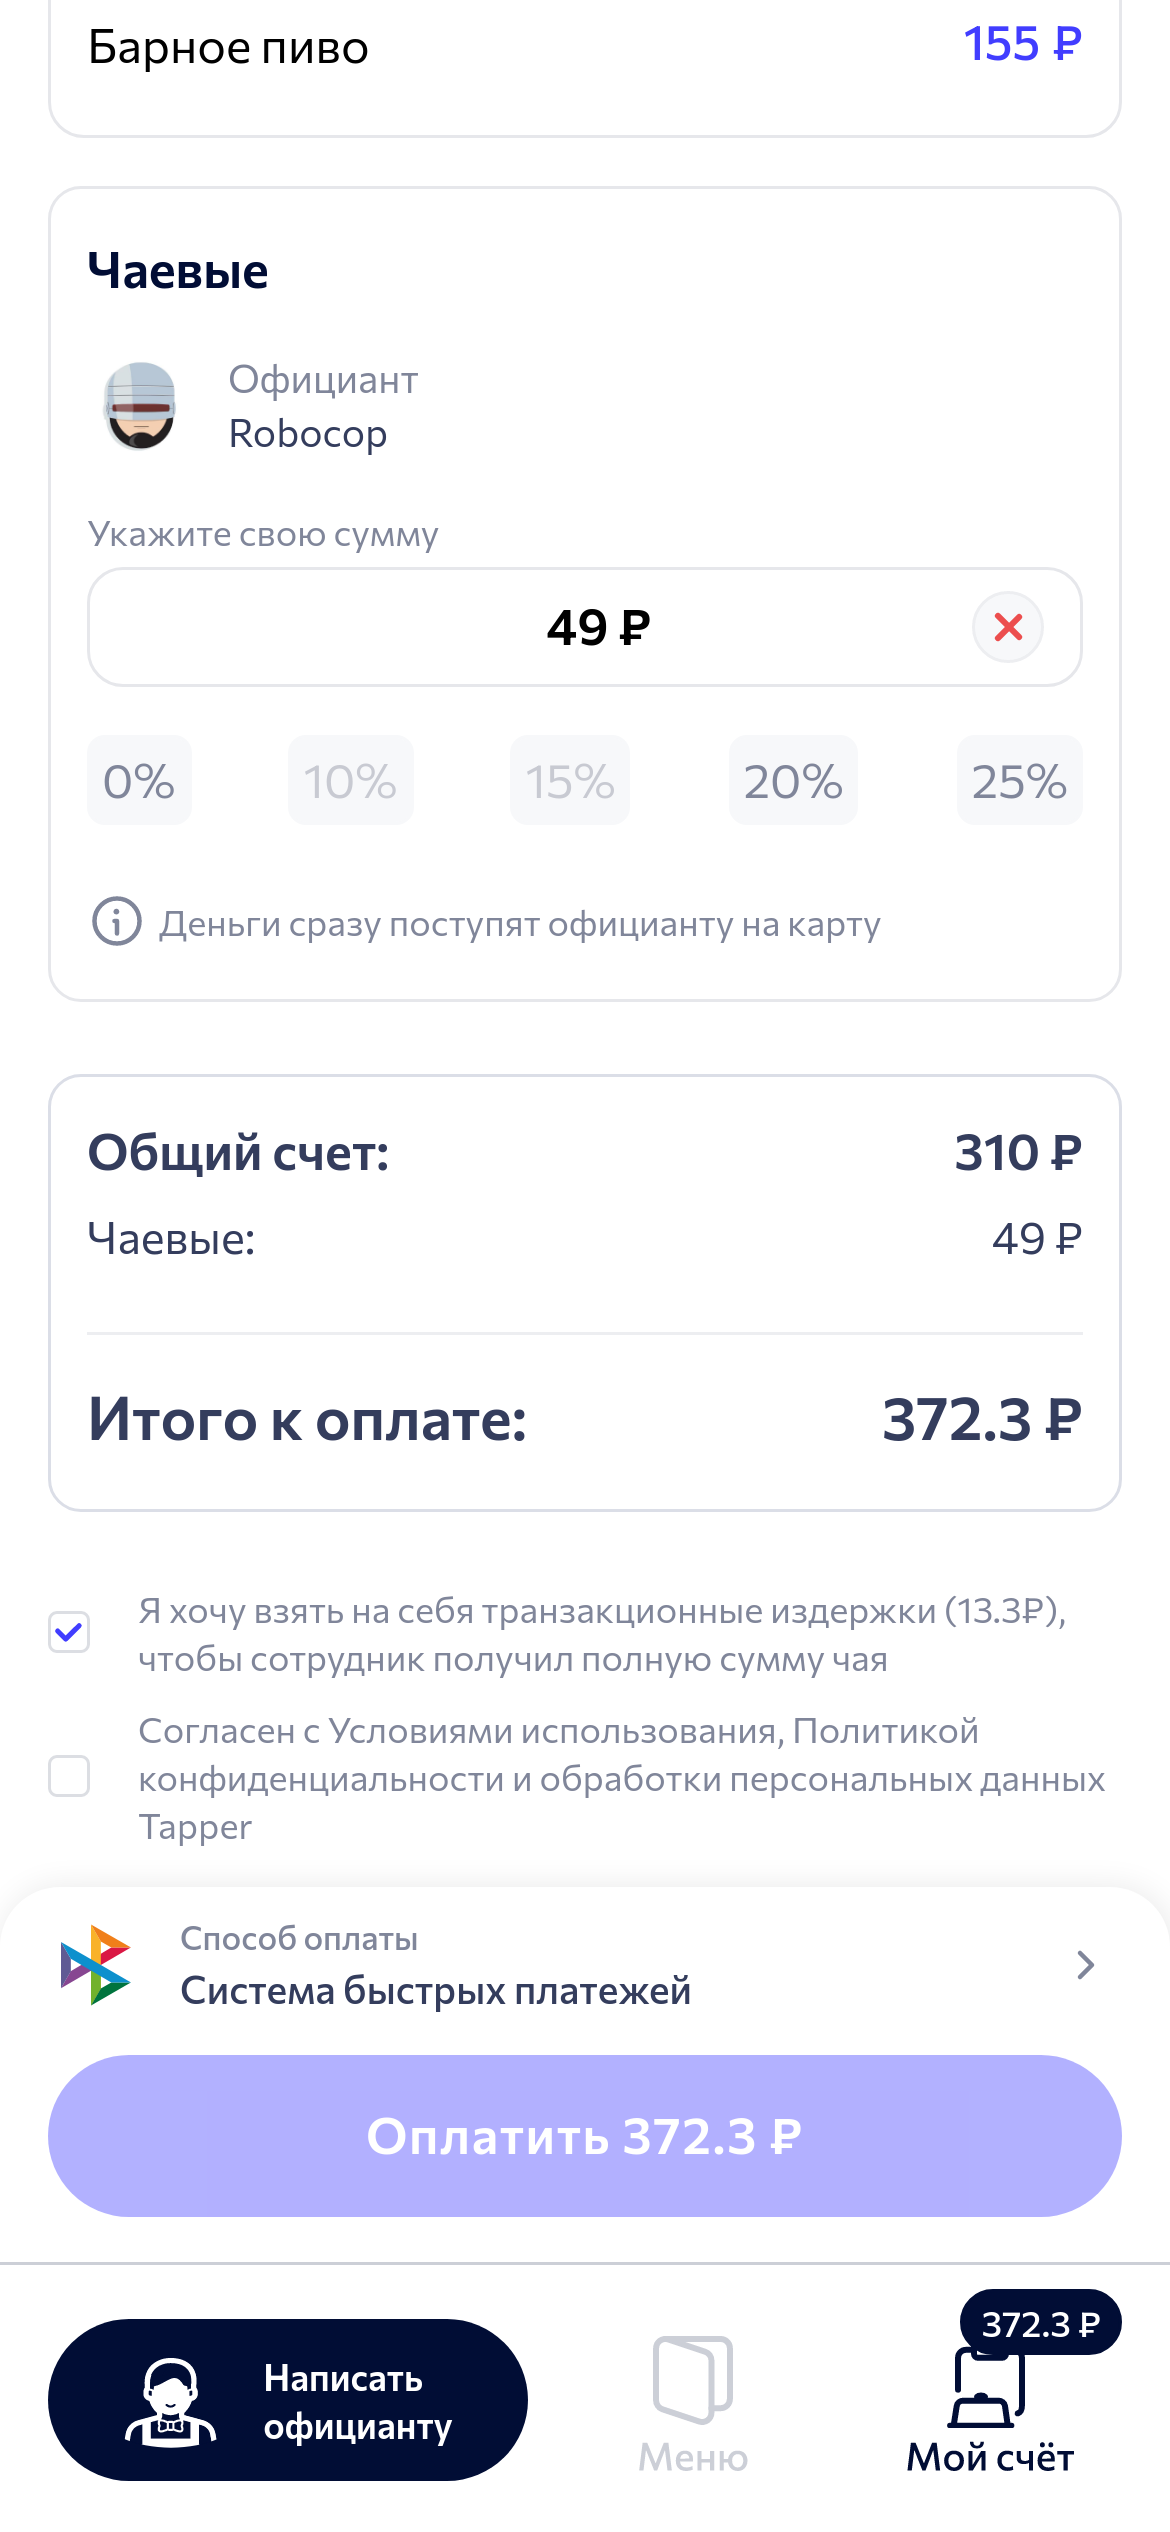 Барное пиво
155 ₽
Чаевые
Официант
Robocop
Укажите свою сумму
49 ₽
0%
10%
15%
20%
25%
Деньги сразу поступят официанту на карту
Общий счет:
310 ₽
Чаевые:
49 ₽
Итого к оплате:
372.3 ₽
Я хочу взять на себя транзакционные издержки (13.3₽),
чтобы сотрудник получил полную сумму чая
Согласен с Условиями использования, Политикой
конфиденциальности и обработки персональных данных
Tapper
Способ оплаты
Система быстрых платежей
Оплатить 372.3 ₽
Написать
официанту
Меню
372.3 ₽
Мой счёт